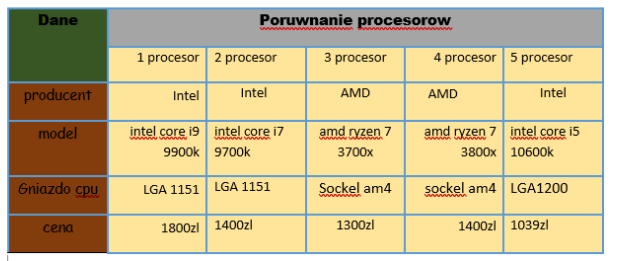 Dane Poruwnanie procesorow
1 procesor 2 procesor 3 procesor 4 procesor 5 procesor
producent Intel Intel AMD AMD Intel
model intel core i9 intel core i7 amd ryzen 7 amd ryzen 7 intel core i5
9900k 9700k 3700x 3800x 10600k
Gniazdo cpu LGA 1151 LGA 1151 Sockel am4 sockel am4 LGA1200
cena 1800zl 1400zl 1300zl 1400zl 1039zl